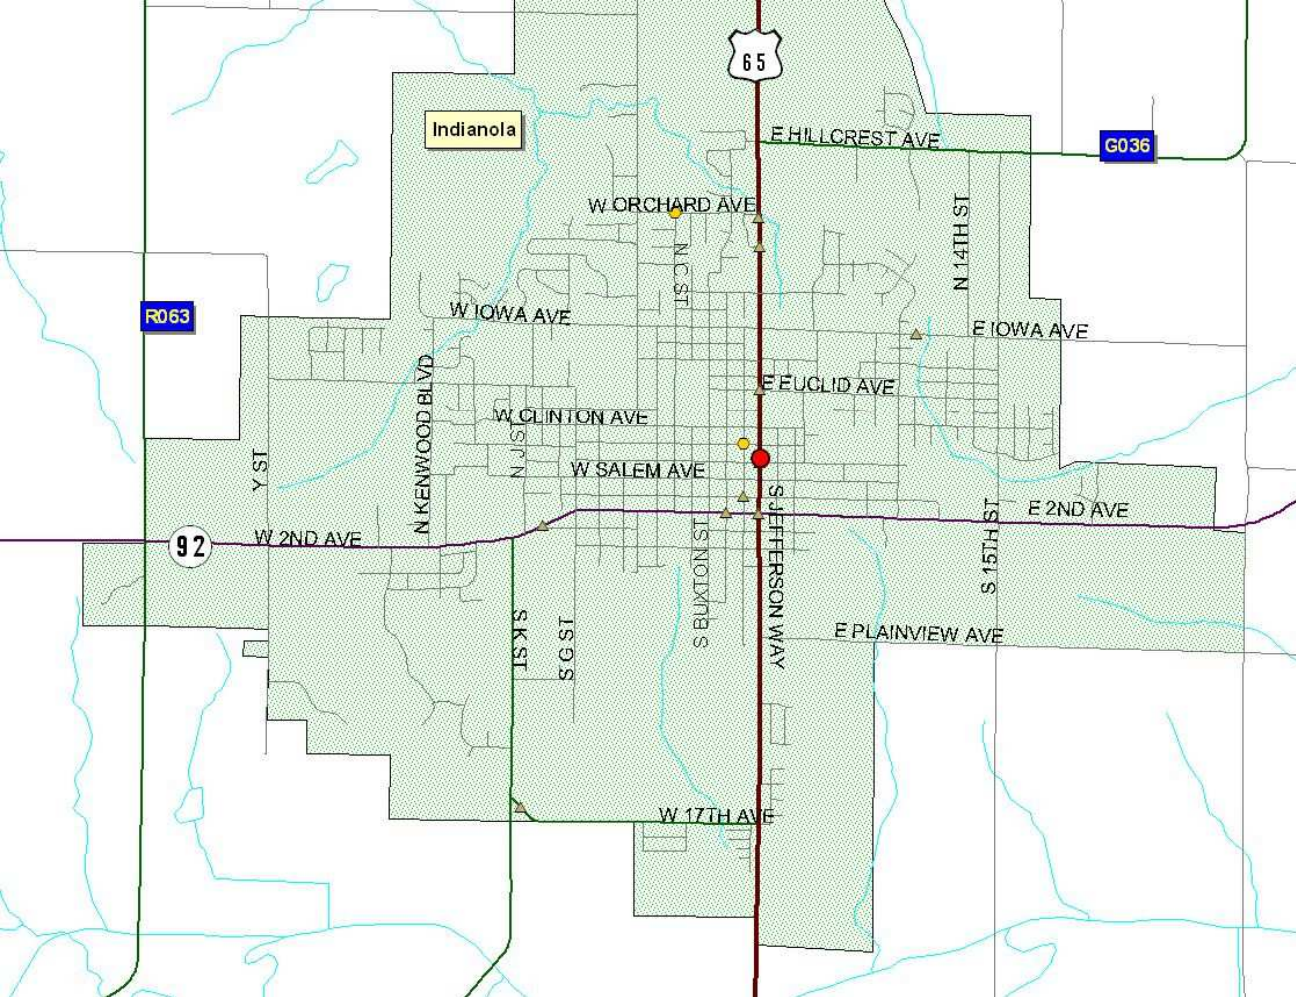 65
Indianola
E HILLCREST AVE
G036
W ORCHARD AVE
N 14TH ST
N C ST
R063
W IOWA AVE
E IOWA AVE
N KENWOOD BLVD
E EUCLID AVE
W CLINTON AVE
N J ST
Y ST
W SALEM AVE
S JEFFERSON WAY
E 2ND AVE
S 15TH ST
92
W 2ND AVE
S BUXTON ST
S K ST
S G ST
E PLAINVIEW AVE
W 17TH AVE